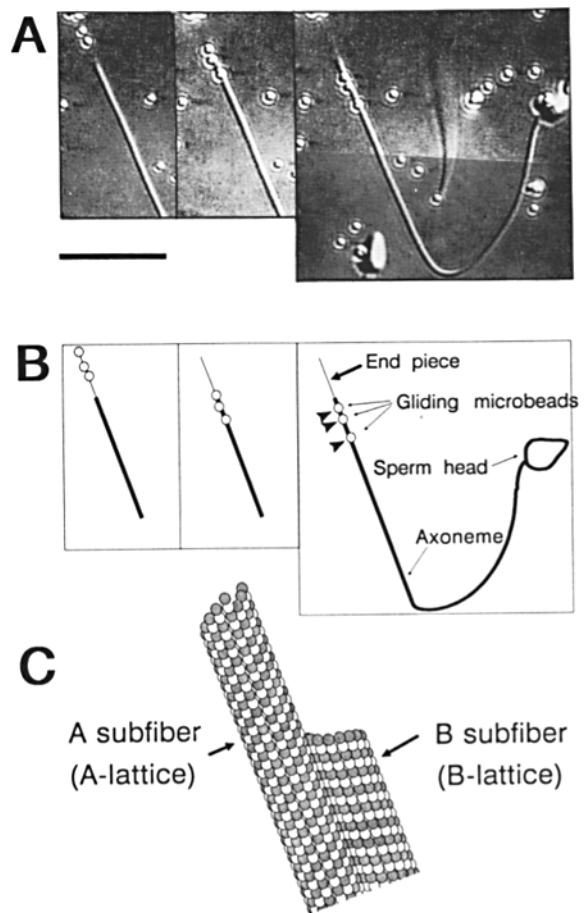 A
B
End piece
Gliding microbeads
Sperm head
Axoneme
C
A subfiber
(A-lattice)
B subfiber
(B-lattice)